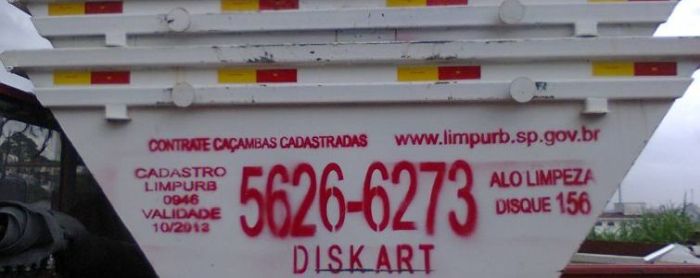 CONTRATE CAÇAMBAS CADASTRADAS
www.limpurb.sp.gov.br
CADASTRO
LIMPURB
0946
VALIDADE
10/2013
5626-6273
ALO LIMPEZA
DISQUE 156
DISKART